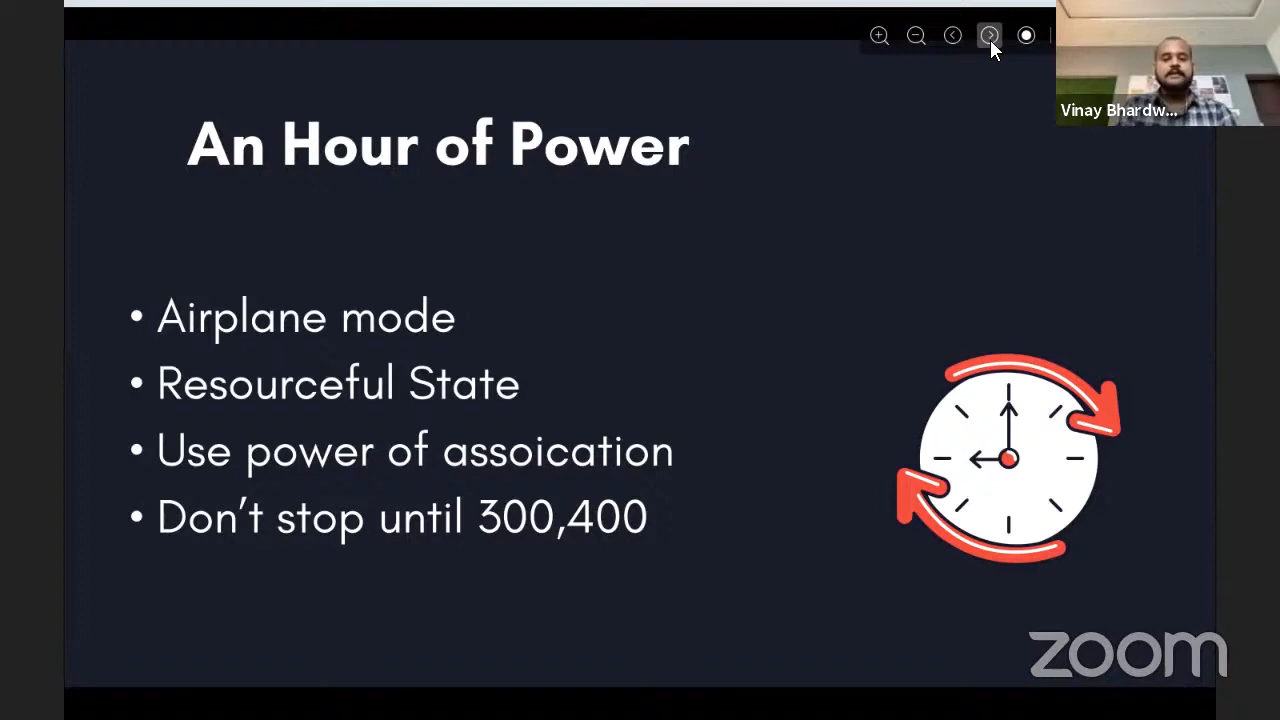 Vinay Bhardw...
An Hour of Power
• Airplane mode
• Resourceful State
• Use power of assoication
• Don't stop until 300,400
zoom